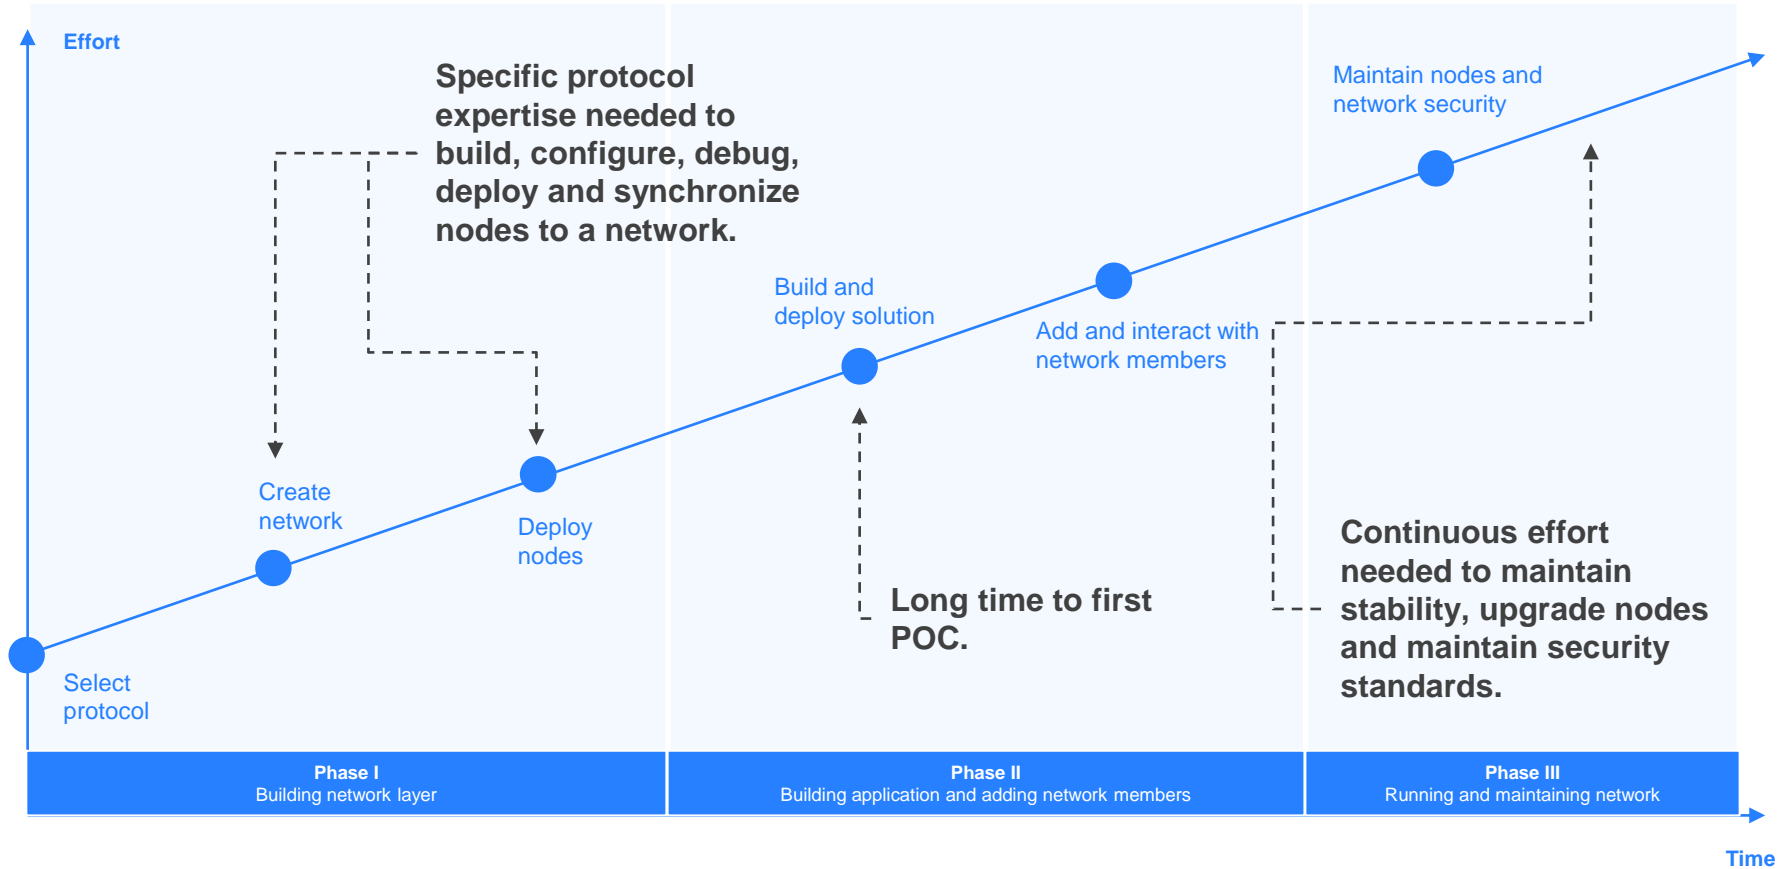 Effort
Specific protocol
expertise needed to
build, configure, debug,
deploy and synchronize
nodes to a network.
Maintain nodes and
network security
Build and
deploy solution
Add and interact with
network members
Create
network
Deploy
nodes
Long time to first
POC.
Continuous effort
needed to maintain
stability, upgrade nodes
and maintain security
standards.
Select
protocol
Phase I
Building network layer
Phase II
Building application and adding network members
Phase III
Running and maintaining network
Time